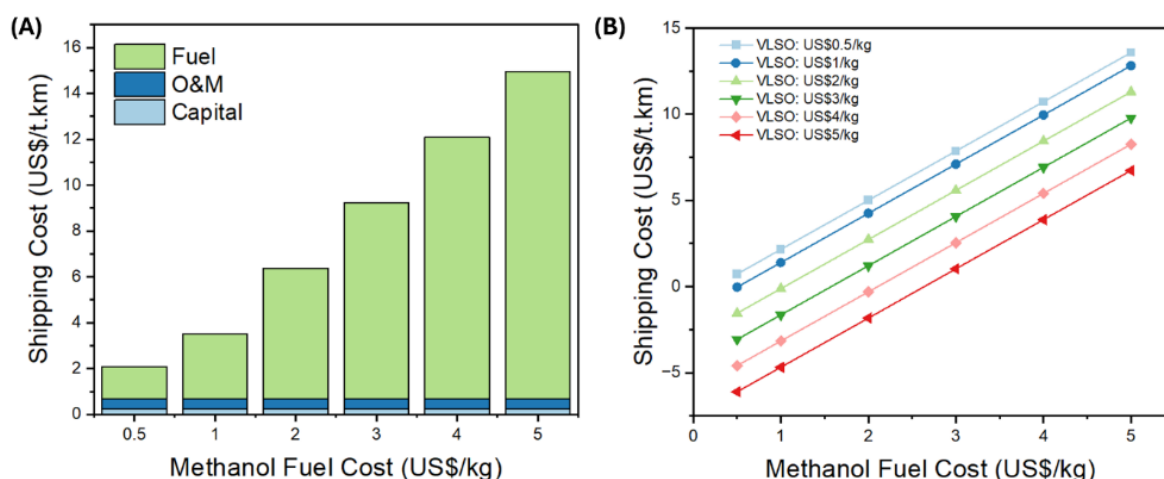 (A)
Shipping Cost (US$/t.km)
16
14
12
10
8
6
4
2
0
Fuel
O&M
Capital
0.5 1 2 3 4 5
Methanol Fuel Cost (US$/kg)
(B)
Shipping Cost (US$/t.km)
15
10
5
0
−5
VLSO: US$0.5/kg
VLSO: US$1/kg
VLSO: US$2/kg
VLSO: US$3/kg
VLSO: US$4/kg
VLSO: US$5/kg
0 1 2 3 4 5
Methanol Fuel Cost (US$/kg)